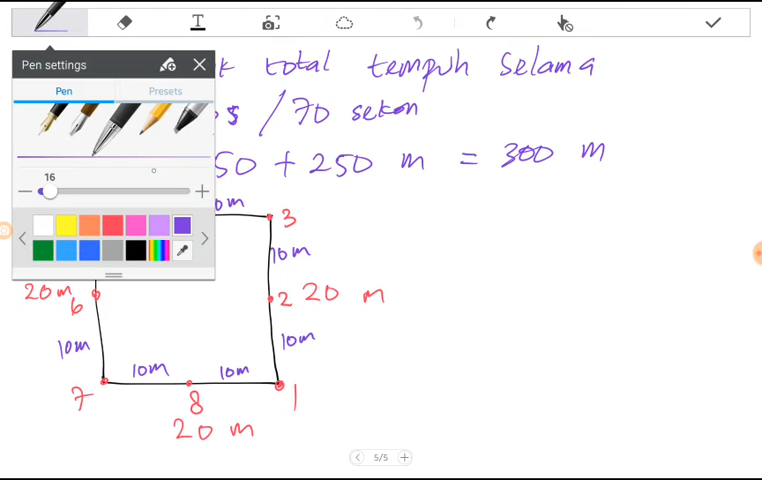 Pen settings
k total tempuh selama
Pen
Presets
s /70 sekon
50 + 250 m = 300 m
16
0m
3
10m
20m
6
2 20 m
10m
10m
10m
10m
7
8
1
20 m
5/5